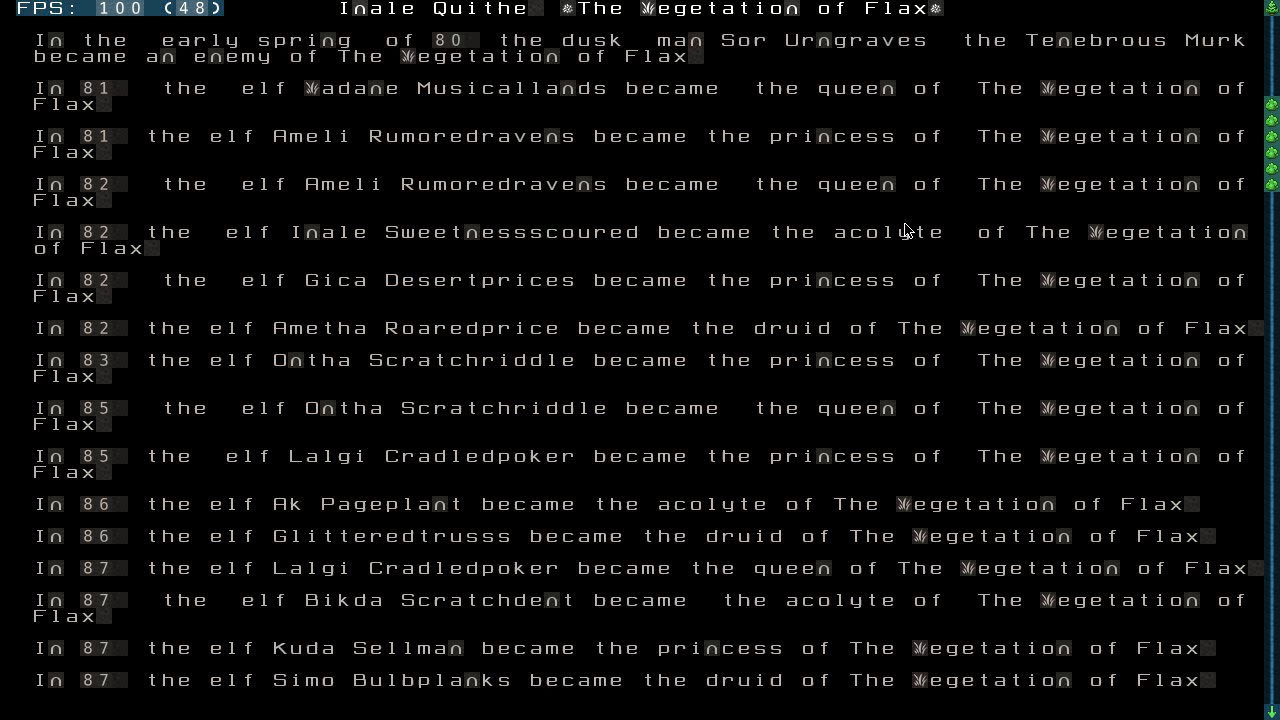 FPS: 100 (48) Inale Quithe, "The Vegetation of Flax"
In the early spring of 80, the dusk man Sor Urngraves the Tenebrous Murk
became an enemy of The Vegetation of Flax.
In 81, the elf Vadane Musicallands became the queen of The Vegetation of
Flax.
In 81, the elf Ameli Rumoredravens became the princess of The Vegetation of
Flax.
In 82, the elf Ameli Rumoredravens became the queen of The Vegetation of
Flax.
In 82, the elf Inale Sweetnessscoured became the acolyte of The Vegetation
of Flax.
In 82, the elf Gica Desertprices became the princess of The Vegetation of
Flax.
In 82, the elf Ametha Roaredprice became the druid of The Vegetation of Flax.
In 83, the elf Ontha Scratchriddle became the princess of The Vegetation of
Flax.
In 85, the elf Ontha Scratchriddle became the queen of The Vegetation of
Flax.
In 85, the elf Lalgi Cradledpoker became the princess of The Vegetation of
Flax.
In 86, the elf Ak Pageplant became the acolyte of The Vegetation of Flax.
In 86, the elf Glitteredtrusss became the druid of The Vegetation of Flax.
In 87, the elf Lalgi Cradledpoker became the queen of The Vegetation of Flax.
In 87, the elf Bikda Scratchdent became the acolyte of The Vegetation of
Flax.
In 87, the elf Kuda Sellman became the princess of The Vegetation of Flax.
In 87, the elf Simo Bulbplanks became the druid of The Vegetation of Flax.